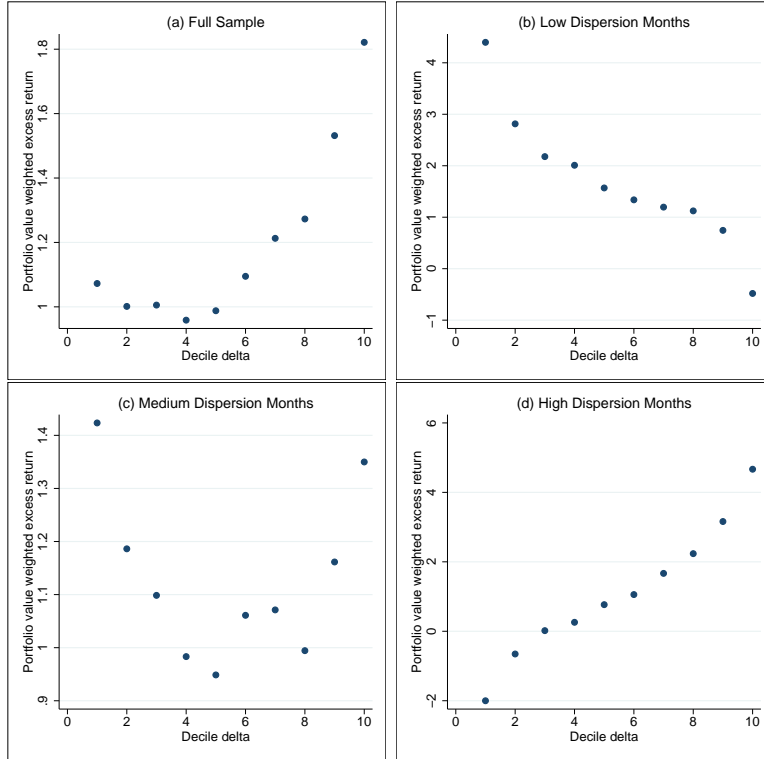 (a) Full Sample
Portfolio value weighted excess return
1.8
1.6
1.4
1.2
1
0 2 4 6 8 10
Decile delta
(b) Low Dispersion Months
Portfolio value weighted excess return
4
3
2
1
0
−1
0 2 4 6 8 10
Decile delta
(c) Medium Dispersion Months
Portfolio value weighted excess return
1.4
1.3
1.2
1.1
1
.9
0 2 4 6 8 10
Decile delta
(d) High Dispersion Months
Portfolio value weighted excess return
6
4
2
0
−2
0 2 4 6 8 10
Decile delta